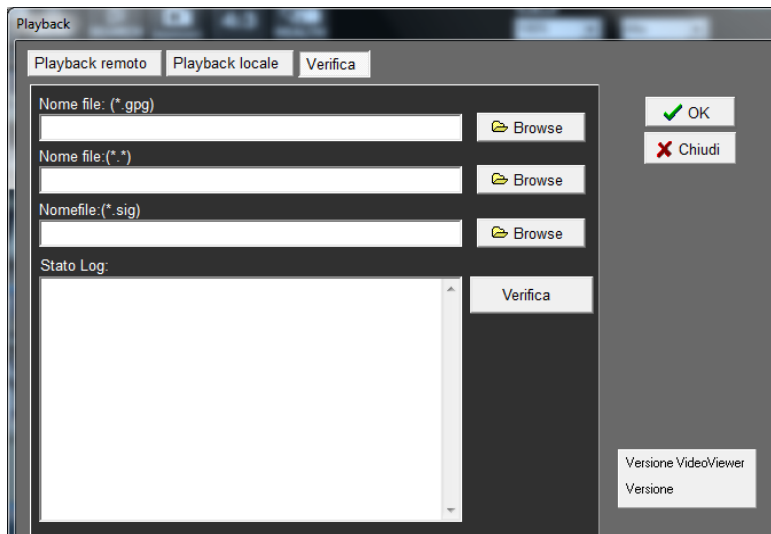 Playback
Playback remoto
Playback locale
Verifica
Nome file: (*.gpg)
Browse
OK
Chiudi
Nome file:(*.*)
Browse
Nomefile:(*.sig)
Browse
Stato Log:
Verifica
Versione VideoViewer
Versione